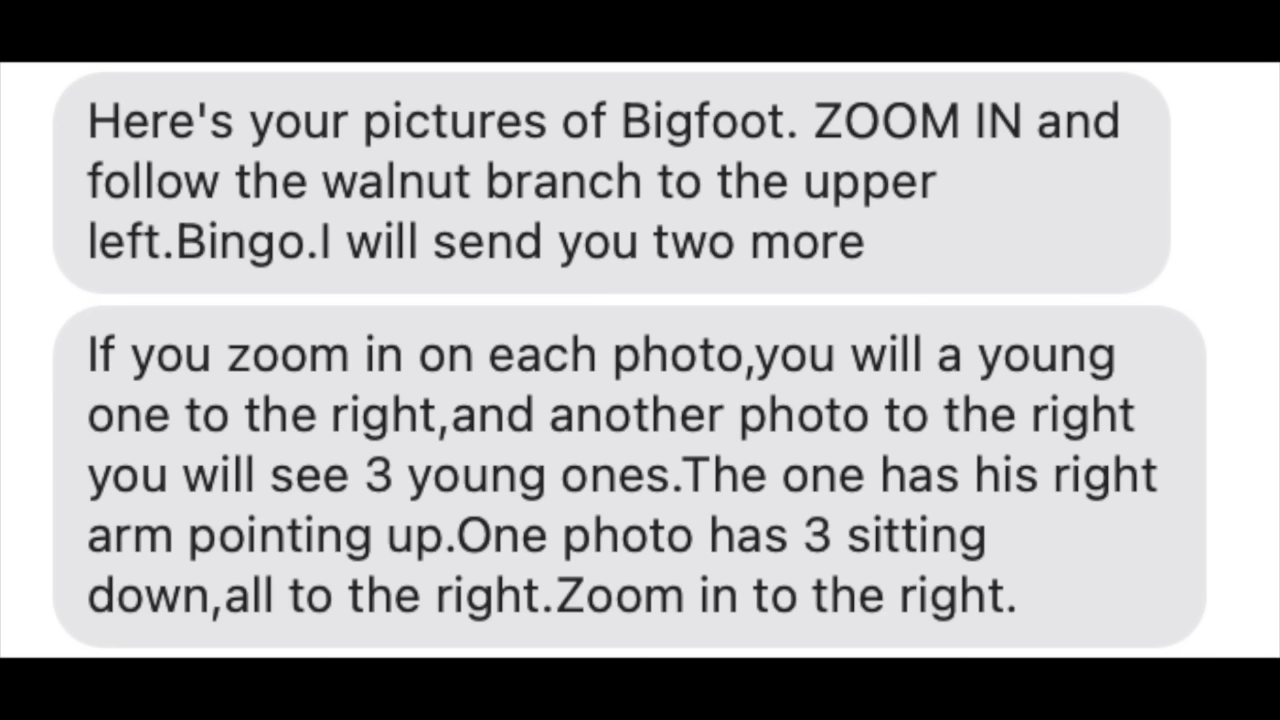 Here's your pictures of Bigfoot. ZOOM IN and
follow the walnut branch to the upper
left.Bingo.I will send you two more
If you zoom in on each photo,you will a young
one to the right,and another photo to the right
you will see 3 young ones.The one has his right
arm pointing up.One photo has 3 sitting
down,all to the right.Zoom in to the right.